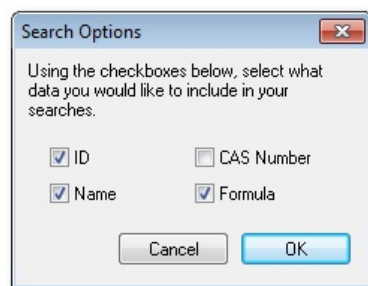 Search Options
Using the checkboxes below, select what
data you would like to include in your
searches.
ID
CAS Number
Name
Formula
Cancel
OK